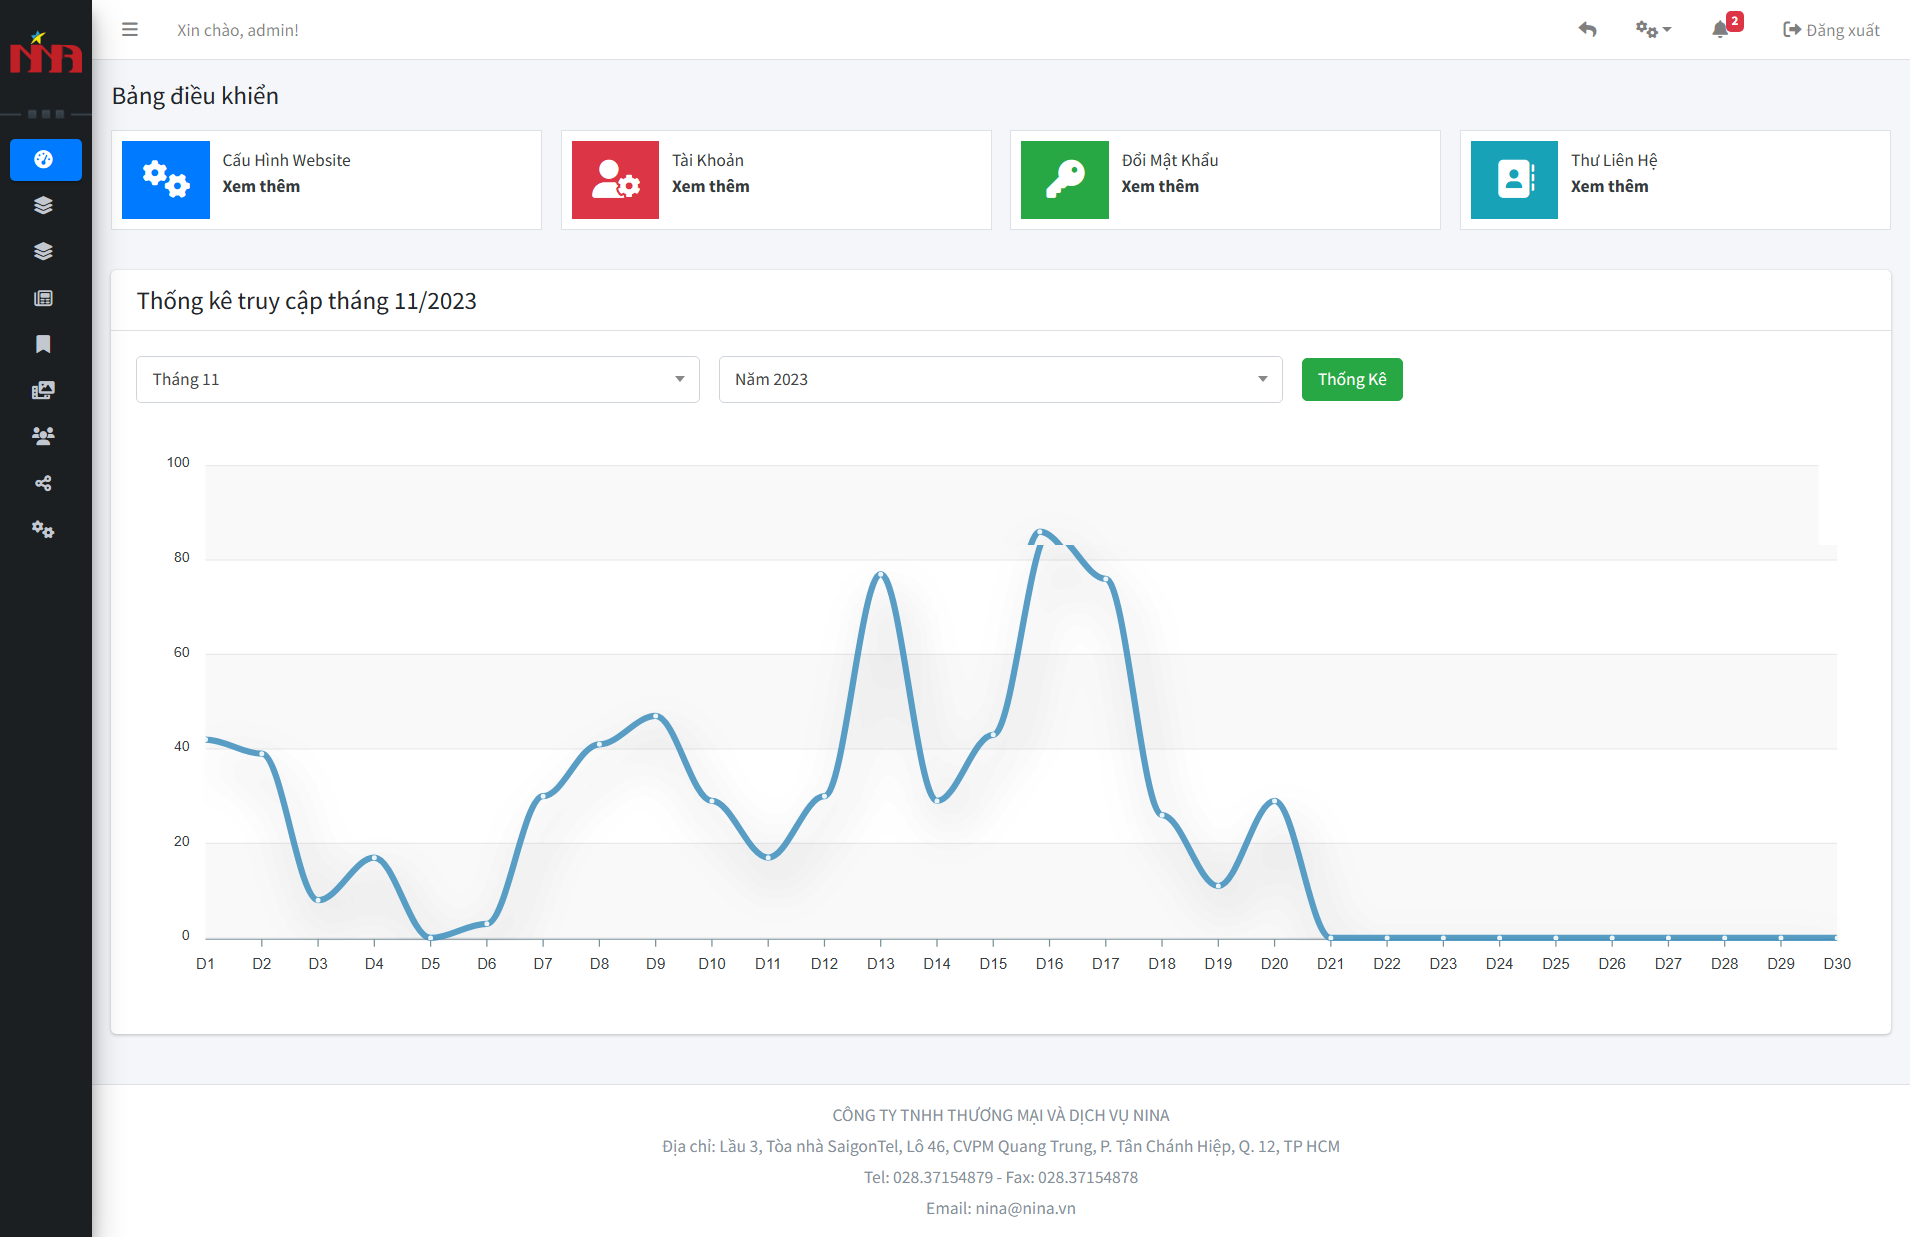 NINA
Xin chào, admin!
2
Đăng xuất
Bảng điều khiển
Cấu Hình Website
Xem thêm
Tài Khoản
Xem thêm
Đổi Mật Khẩu
Xem thêm
Thư Liên Hệ
Xem thêm
Thống kê truy cập tháng 11/2023
Tháng 11
Năm 2023
Thống Kê
100
80
60
40
20
0
D1 D2 D3 D4 D5 D6 D7 D8 D9 D10 D11 D12 D13 D14 D15 D16 D17 D18 D19 D20 D21 D22 D23 D24 D25 D26 D27 D28 D29 D30
CÔNG TY TNHH THƯƠNG MẠI VÀ DỊCH VỤ NINA
Địa chỉ: Lầu 3, Tòa nhà SaigonTel, Lô 46, CVPM Quang Trung, P. Tân Chánh Hiệp, Q. 12, TP HCM
Tel: 028.37154879 - Fax: 028.37154878
Email: nina@nina.vn